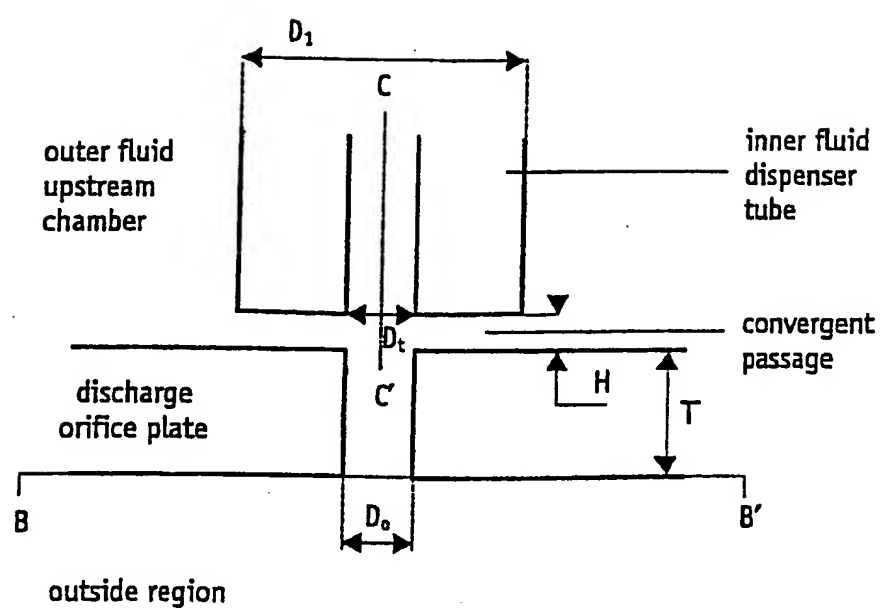 D₁
C
outer fluid
upstream
chamber
inner fluid
dispenser
tube
Dₜ
convergent
passage
C'
H
T
discharge
orifice plate
B
Dₒ
B'
outside region